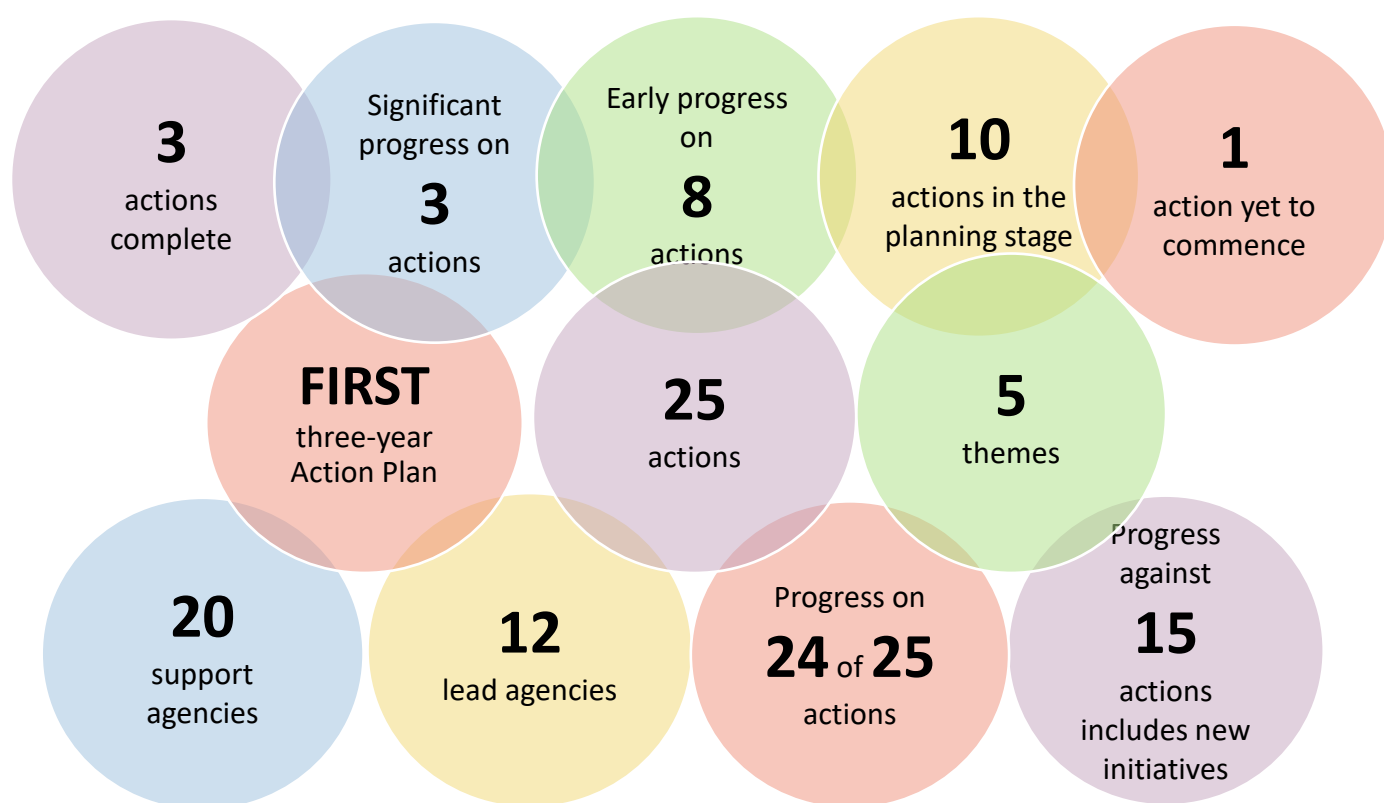 3
actions
complete
Significant
progress on
3
actions
Early progress
on
8
actions
10
actions in the
planning stage
1
action yet to
commence
FIRST
three-year
Action Plan
25
actions
5
themes
20
support
agencies
12
lead agencies
Progress on
24 of 25
actions
Progress
against
15
actions
includes new
initiatives